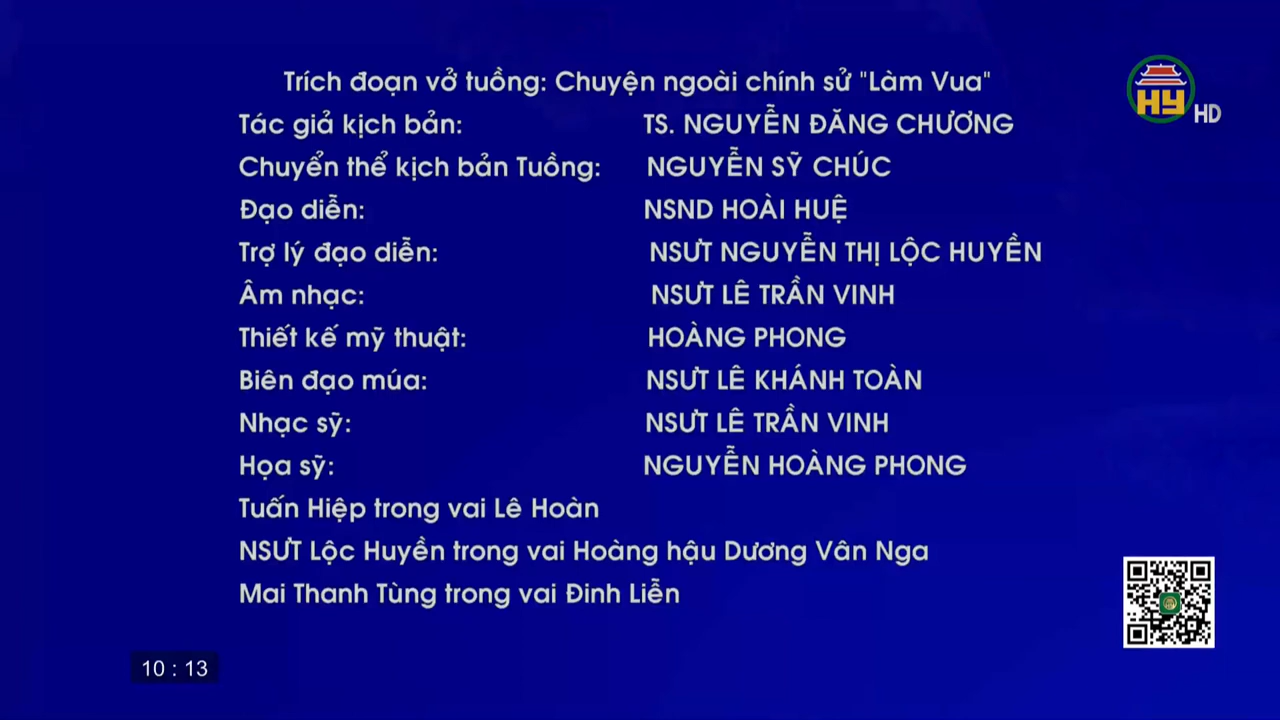 Trích đoạn vở tuồng: Chuyện ngoài chính sử "Làm Vua"
HY HD
Tác giả kịch bản: TS. NGUYỄN ĐĂNG CHƯƠNG
Chuyển thể kịch bản Tuồng: NGUYỄN SỸ CHÚC
Đạo diễn: NSND HOÀI HUỆ
Trợ lý đạo diễn: NSƯT NGUYỄN THỊ LỘC HUYỀN
Âm nhạc: NSƯT LÊ TRẦN VINH
Thiết kế mỹ thuật: HOÀNG PHONG
Biên đạo múa: NSƯT LÊ KHÁNH TOÀN
Nhạc sỹ: NSƯT LÊ TRẦN VINH
Họa sỹ: NGUYỄN HOÀNG PHONG
Tuấn Hiệp trong vai Lê Hoàn
NSƯT Lộc Huyền trong vai Hoàng hậu Dương Vân Nga
Mai Thanh Tùng trong vai Đinh Liễn
10 : 13